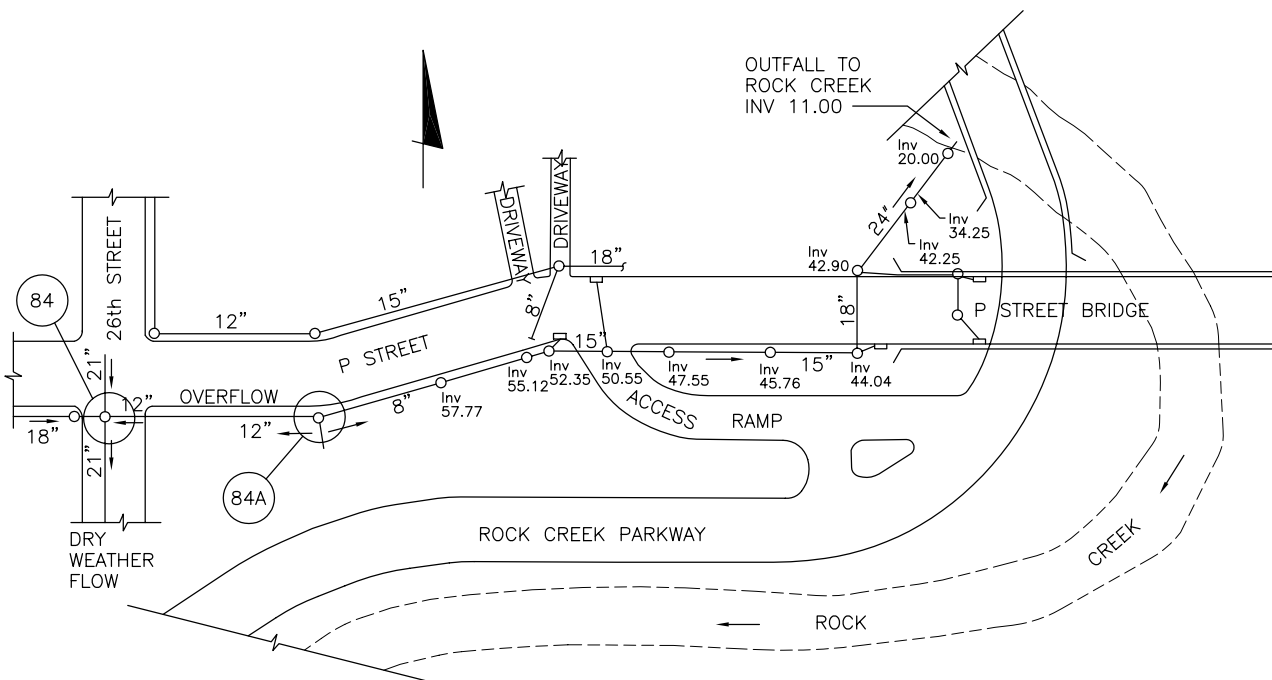 OUTFALL TO
ROCK CREEK
INV 11.00
Inv
20.00
24”
Inv
34.25
Inv
42.25
Inv
42.90
DRIVEWAY
DRIVEWAY
18”
26th STREET
84
15”
12”
8”
P STREET
18”
P STREET BRIDGE
21”
15”
15”
Inv
55.12
Inv
52.35
Inv
50.55
Inv
47.55
Inv
45.76
Inv
44.04
OVERFLOW
12”
12”
8”
Inv
57.77
18”
21”
ACCESS
RAMP
84A
DRY
WEATHER
FLOW
ROCK CREEK PARKWAY
CREEK
ROCK